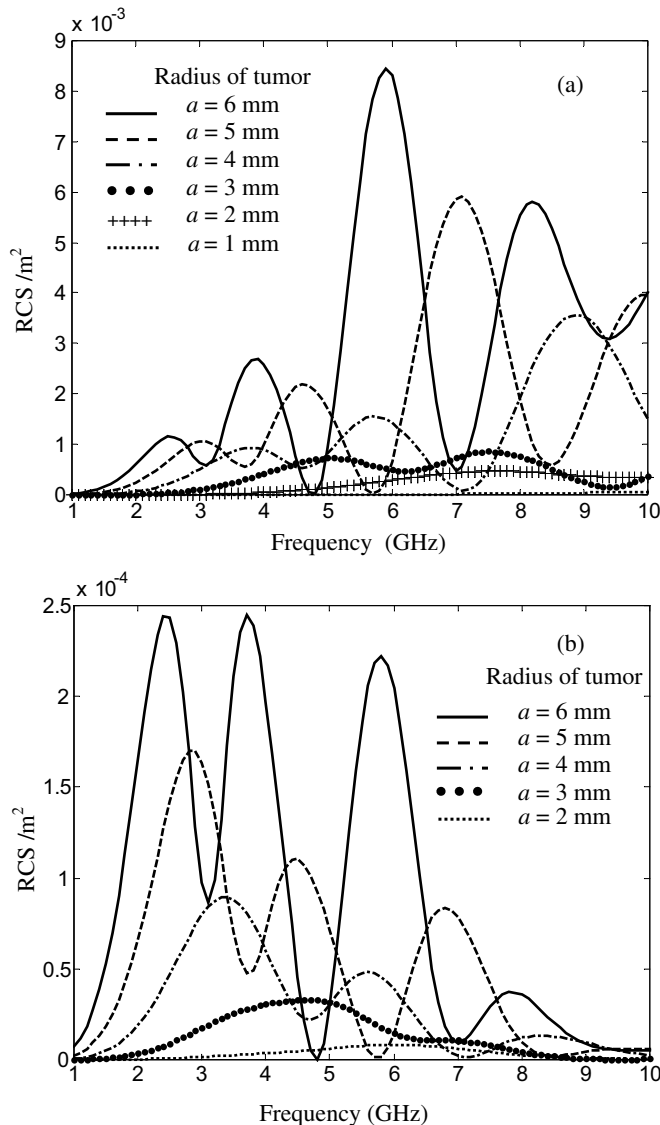 x 10⁻³
9
8
7
6
5
4
3
2
1
0
RCS /m²
Radius of tumor
a = 6 mm
a = 5 mm
a = 4 mm
a = 3 mm
a = 2 mm
a = 1 mm
(a)
1 2 3 4 5 6 7 8 9 10
Frequency (GHz)
x 10⁻⁴
2.5
2
1.5
1
0.5
0
RCS /m²
(b)
Radius of tumor
a = 6 mm
a = 5 mm
a = 4 mm
a = 3 mm
a = 2 mm
1 2 3 4 5 6 7 8 9 10
Frequency (GHz)